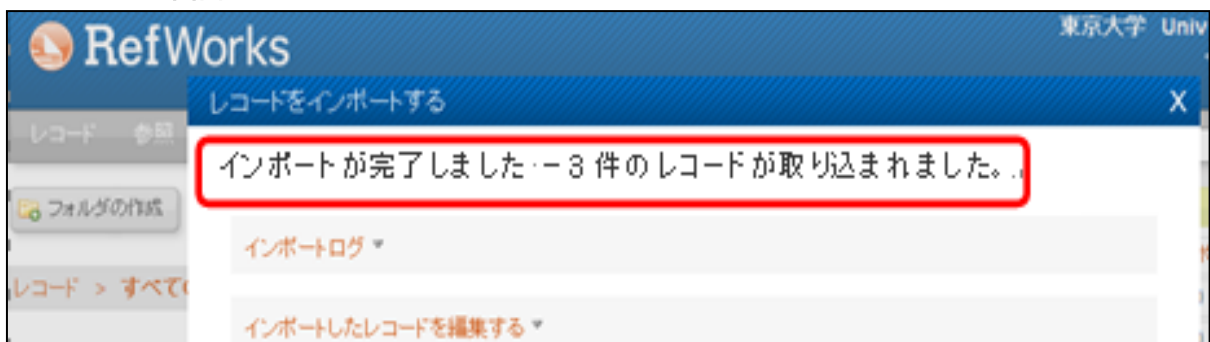 RefWorks
東京大学 Univ
レコードをインポートする X
レコード 参照
インポートが完了しました - 3 件のレコードが取り込まれました。
フォルダの作成
インポートログ
レコード > すべて
インポートしたレコードを編集する